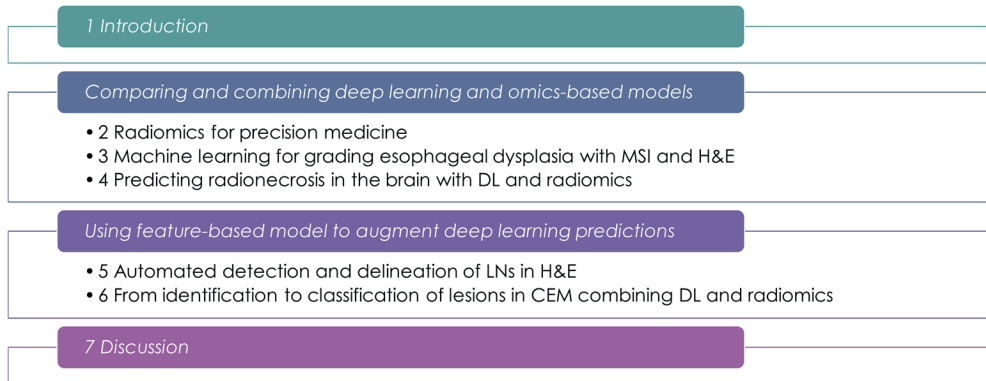 1 Introduction
Comparing and combining deep learning and omics-based models
• 2 Radiomics for precision medicine
• 3 Machine learning for grading esophageal dysplasia with MSI and H&E
• 4 Predicting radionecrosis in the brain with DL and radiomics
Using feature-based model to augment deep learning predictions
• 5 Automated detection and delineation of LNs in H&E
• 6 From identification to classification of lesions in CEM combining DL and radiomics
7 Discussion